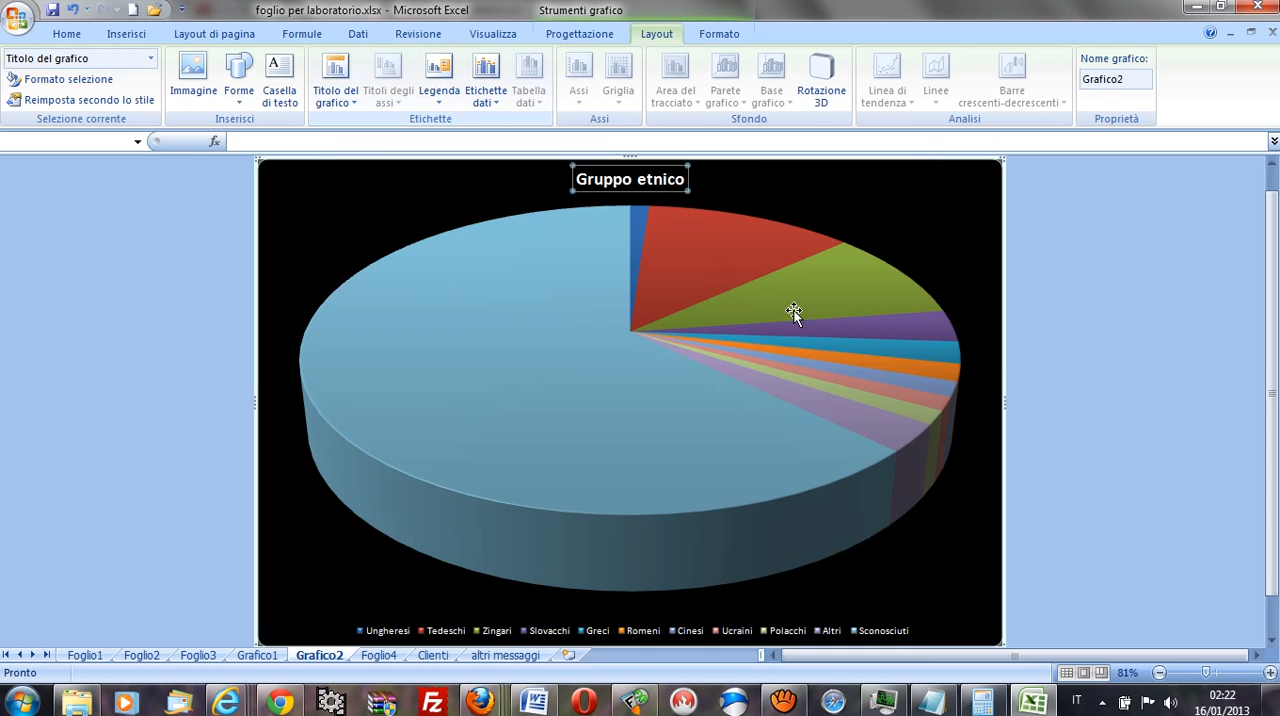 foglio per laboratorio.xlsx - Microsoft Excel
Strumenti grafico
Home Inserisci Layout di pagina Formule Dati Revisione Visualizza Progettazione Layout Formato
Titolo del grafico
Formato selezione
Reimposta secondo lo stile
Selezione corrente
Immagine
Forme
Casella di testo
Inserisci
Titolo del grafico
Titoli degli assi
Legenda
Etichette dati
Tabella dati
Etichette
Assi
Griglia
Assi
Area del tracciato
Parete grafico
Base grafico
Rotazione 3D
Sfondo
Linea di tendenza
Linee
Barre crescenti-decrescenti
Analisi
Nome grafico:
Grafico2
Proprietà
fx
Gruppo etnico
Ungheresi Tedeschi Zingari Slovacchi Greci Romeni Cinesi Ucraini Polacchi Altri Sconosciuti
Foglio1 Foglio2 Foglio3 Grafico1 Grafico2 Foglio4 Clienti altri messaggi
Pronto
81%
IT
02:22
16/01/2013